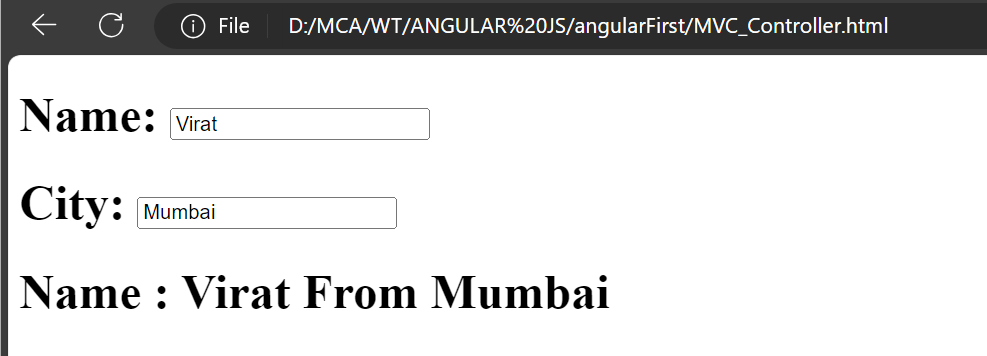 File D:/MCA/WT/ANGULAR%20JS/angularFirst/MVC_Controller.html
Name: Virat
City: Mumbai
Name : Virat From Mumbai